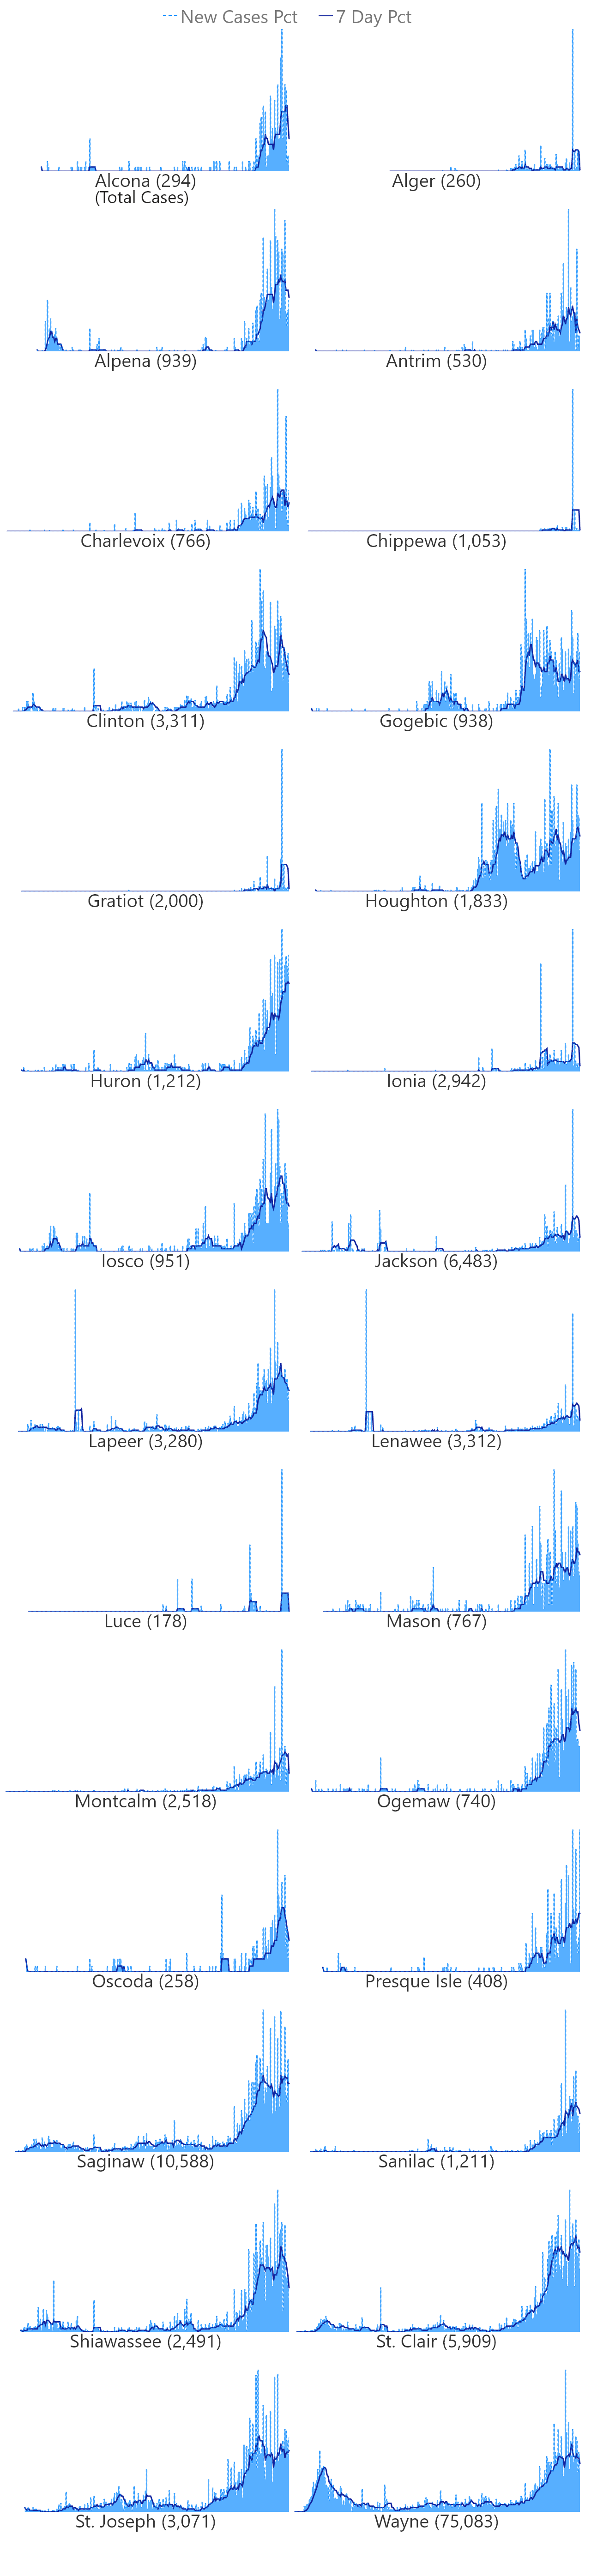 New Cases Pct 7 Day Pct
Alcona (294) Alger (260)
(Total Cases)
Alpena (939) Antrim (530)
Charlevoix (766) Chippewa (1,053)
Clinton (3,311) Gogebic (938)
Gratiot (2,000) Houghton (1,833)
Huron (1,212) Ionia (2,942)
Iosco (951) Jackson (6,483)
Lapeer (3,280) Lenawee (3,312)
Luce (178) Mason (767)
Montcalm (2,518) Ogemaw (740)
Oscoda (258) Presque Isle (408)
Saginaw (10,588) Sanilac (1,211)
Shiawassee (2,491) St. Clair (5,909)
St. Joseph (3,071) Wayne (75,083)